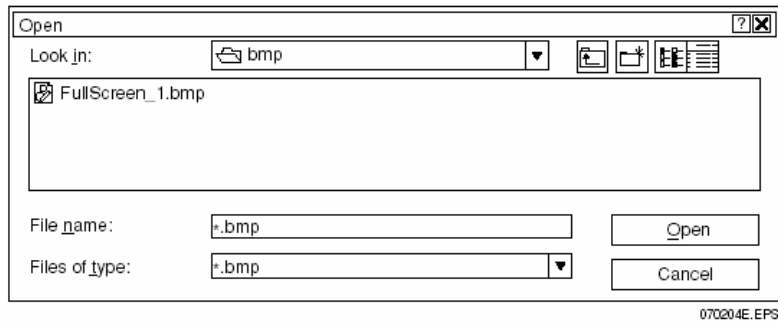 Open
Look in: bmp
FullScreen_1.bmp
File name: *.bmp Open
Files of type: *.bmp Cancel
070204E.EPS